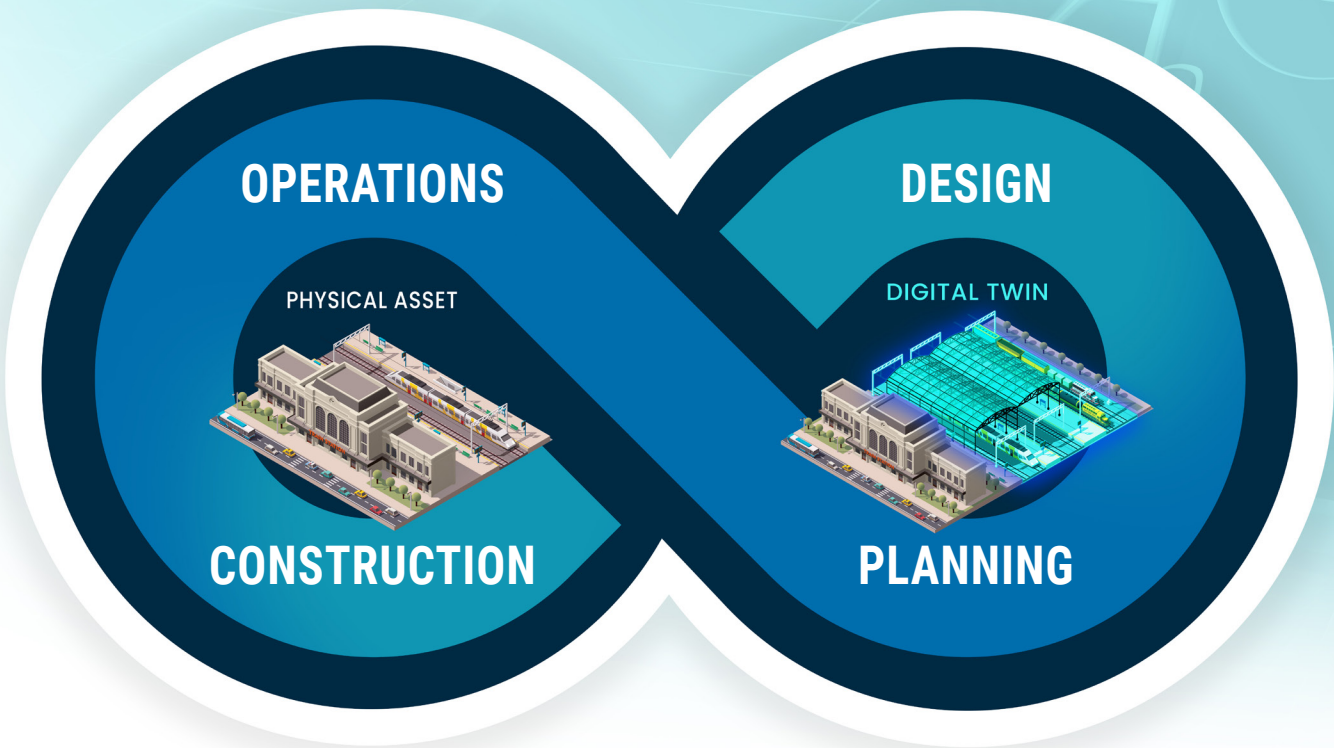 OPERATIONS
PHYSICAL ASSET
CONSTRUCTION
DESIGN
DIGITAL TWIN
PLANNING